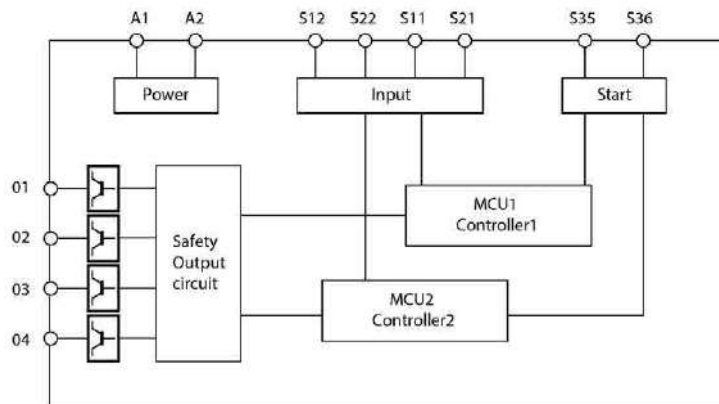 A1 A2 S12 S22 S11 S21 S35 S36
Power Input Start
01
02
03
04
Safety
Output
circuit
MCU1
Controller1
MCU2
Controller2